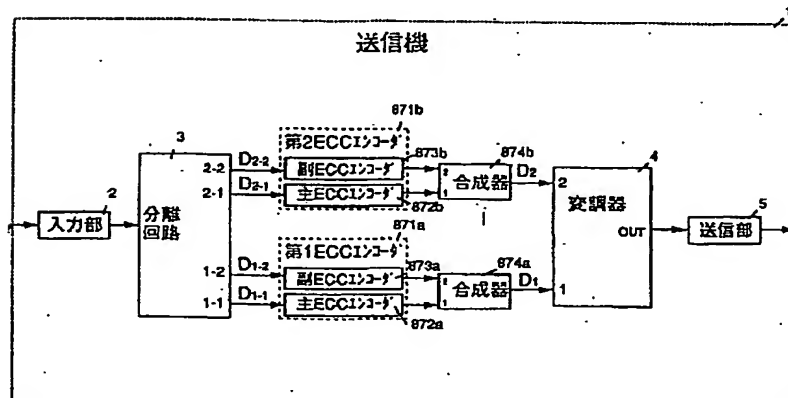 1
送信機
871b
3
第2ECCエンコーダ
873b
874b
4
2-2
D2-2
副ECCエンコーダ
2
D2
2
2-1
D2-1
主ECCエンコーダ
1
合成器
872b
2
入力部
分離
回路
変調器
OUT
5
送信部
871a
第1ECCエンコーダ
873a
874a
1-2
D1-2
副ECCエンコーダ
2
D1
1
1-1
D1-1
主ECCエンコーダ
1
合成器
872a